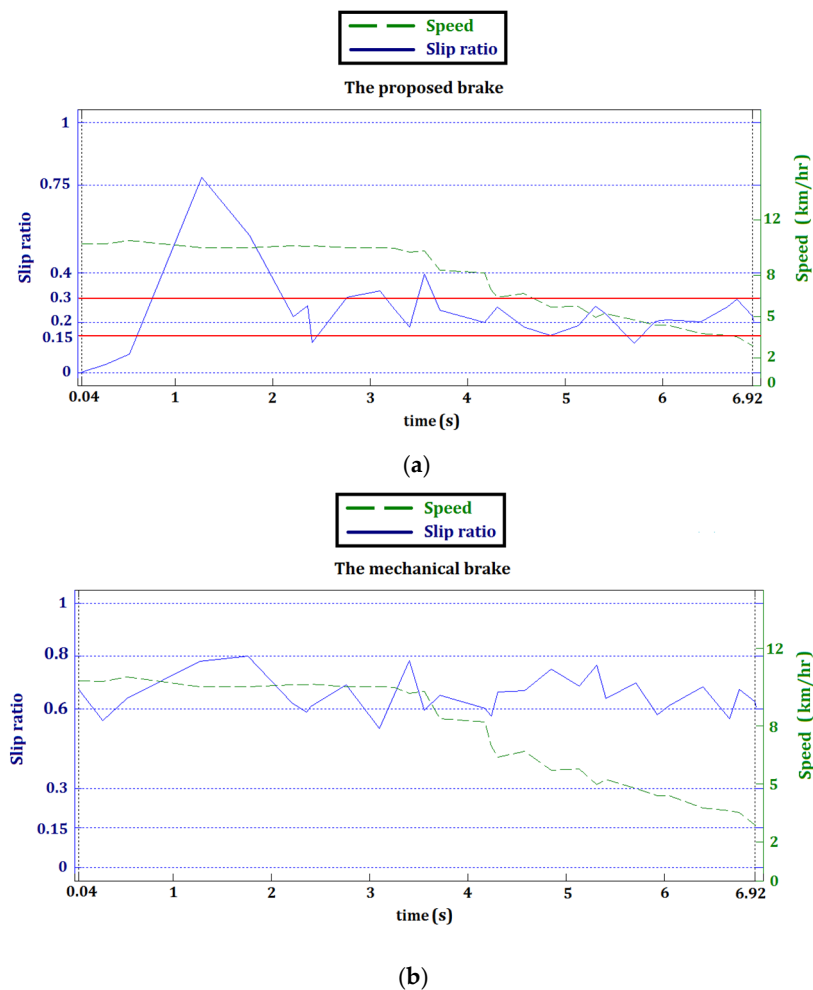 Speed
Slip ratio
The proposed brake
1
0.75
0.4
0.3
0.2
0.15
0
Slip ratio
12
8
5
2
0
Speed (km/hr)
0.04 1 2 3 4 5 6 6.92
time(s)
(a)
Speed
Slip ratio
The mechanical brake
1
0.8
0.6
0.3
0.15
0
Slip ratio
12
8
5
2
0
Speed (km/hr)
0.04 1 2 3 4 5 6 6.92
time(s)
(b)